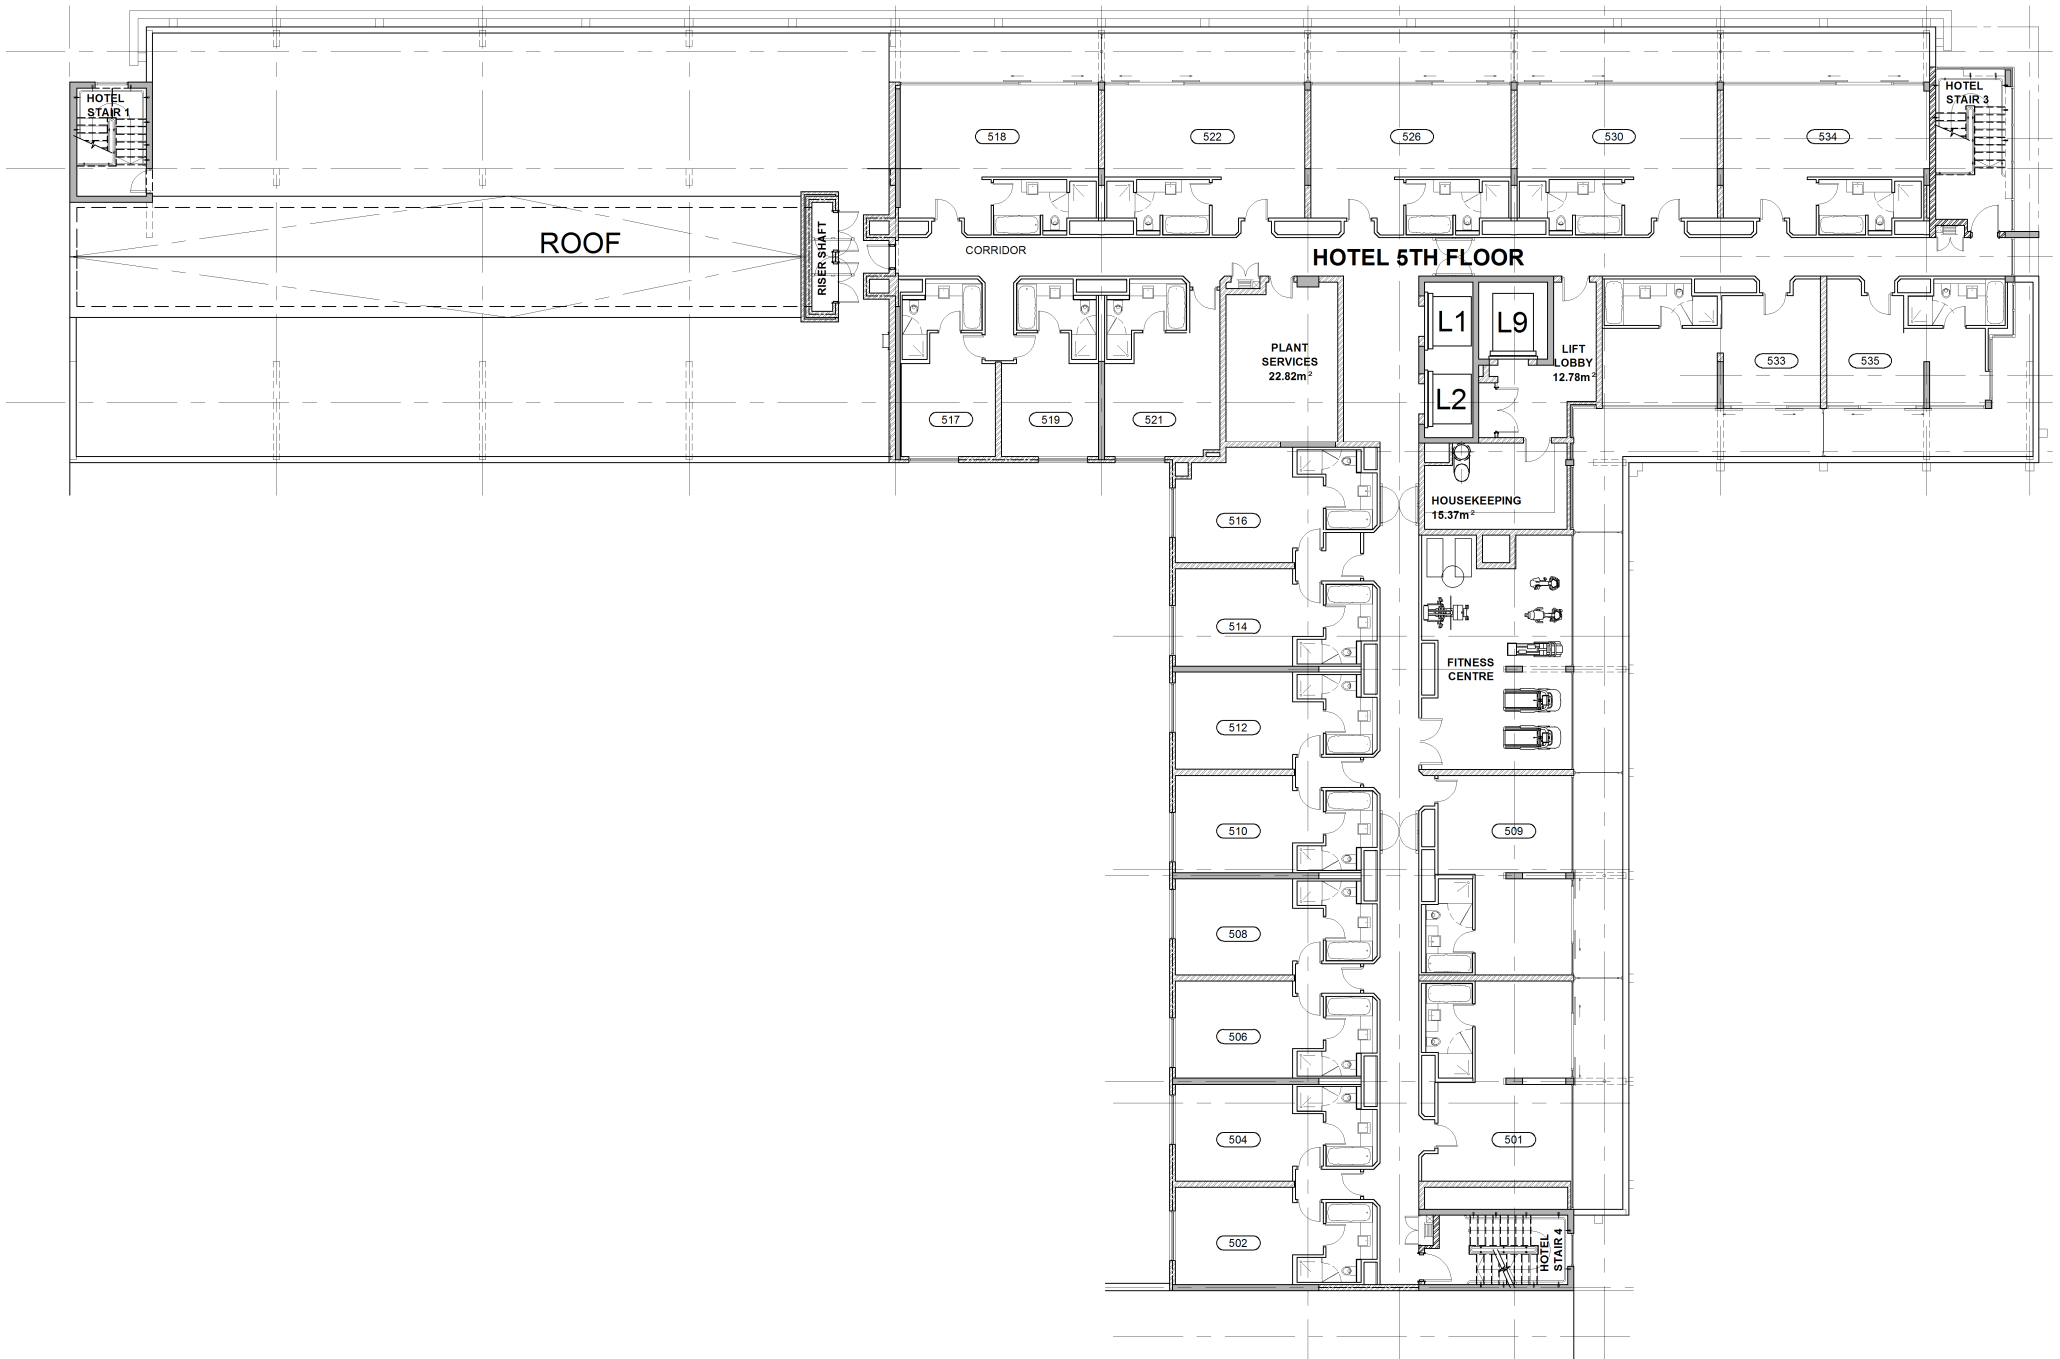 HOTEL
STAIR 1
HOTEL
STAIR 3
518
522
526
530
534
ROOF
RISER SHAFT
CORRIDOR
HOTEL 5TH FLOOR
L1
L9
L2
PLANT
SERVICES
22.82m²
LIFT
LOBBY
12.78m²
533
535
517
519
521
HOUSEKEEPING
15.37m²
516
514
FITNESS
CENTRE
512
510
509
508
506
504
501
502
HOTEL
STAIR 4